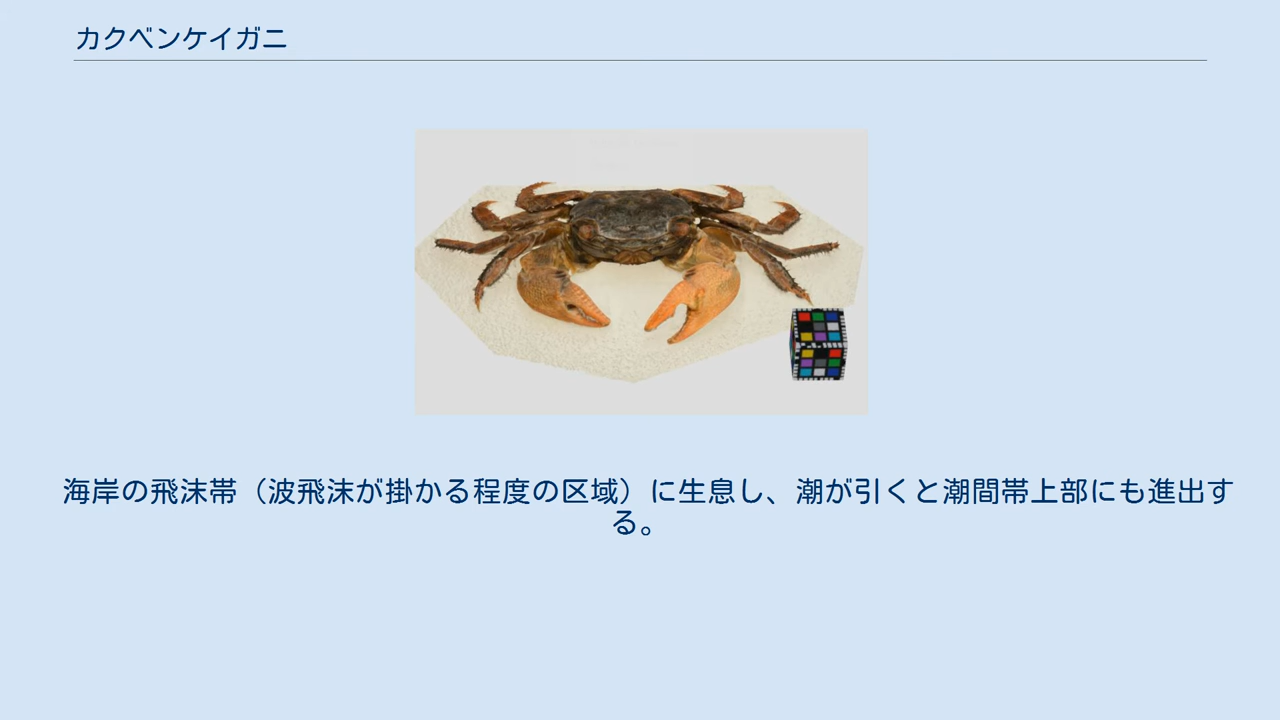 カクベンケイガニ
海岸の飛沫帯（波飛沫が掛かる程度の区域）に生息し、潮が引くと潮間帯上部にも進出す
る。